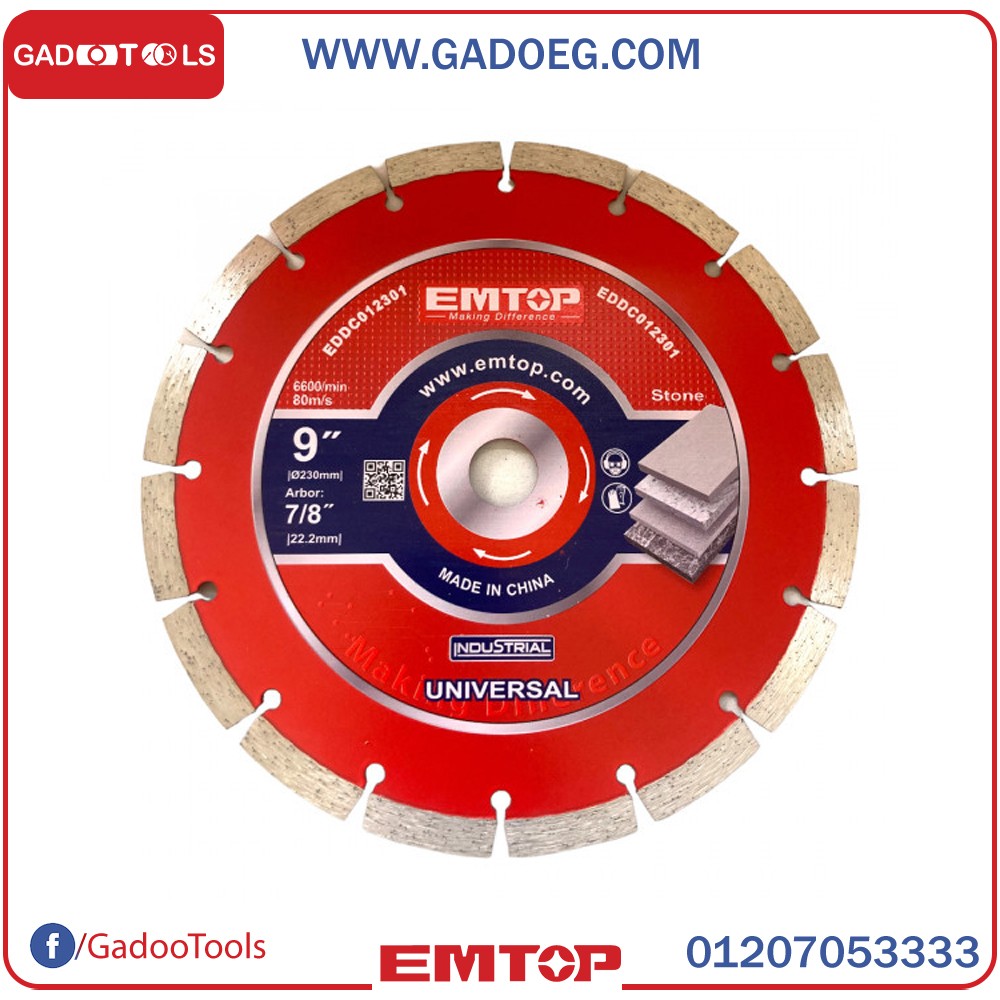 GADOTOLS
WWW.GADOEG.COM
EMTOP
Making Difference
EDDC012301
EDDC012301
www.emtop.com
6600/min
80m/s
Stone
9″
|Ø230mm|
Arbor:
7/8″
|22.2mm|
MADE IN CHINA
INDUSTRIAL
Making Difference
UNIVERSAL
f/GadooTools
EMTOP
01207053333